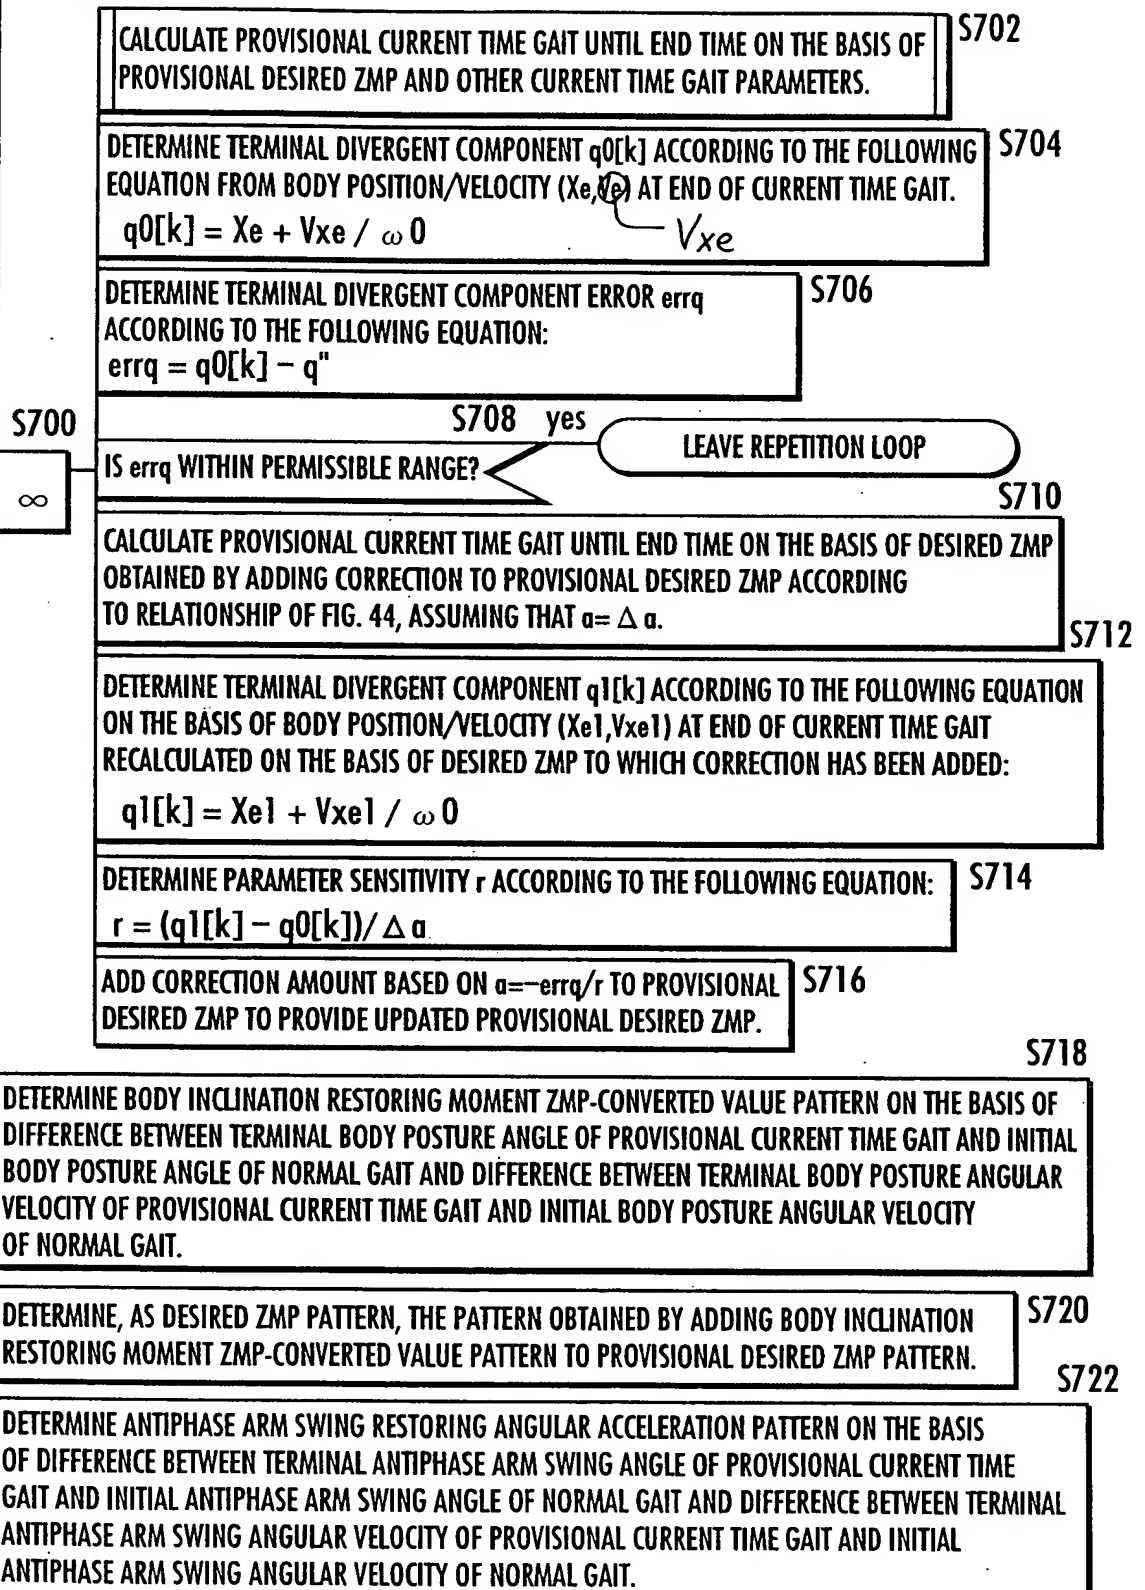 S702
CALCULATE PROVISIONAL CURRENT TIME GAIT UNTIL END TIME ON THE BASIS OF
PROVISIONAL DESIRED ZMP AND OTHER CURRENT TIME GAIT PARAMETERS.
S704
DETERMINE TERMINAL DIVERGENT COMPONENT q0[k] ACCORDING TO THE FOLLOWING
EQUATION FROM BODY POSITION/VELOCITY (Xe,Ve) AT END OF CURRENT TIME GAIT.
q0[k] = Xe + Vxe / ω0
Vxe
S706
DETERMINE TERMINAL DIVERGENT COMPONENT ERROR errq
ACCORDING TO THE FOLLOWING EQUATION:
errq = q0[k] − q"
S700
∞
S708 yes
IS errq WITHIN PERMISSIBLE RANGE?
LEAVE REPETITION LOOP
S710
CALCULATE PROVISIONAL CURRENT TIME GAIT UNTIL END TIME ON THE BASIS OF DESIRED ZMP
OBTAINED BY ADDING CORRECTION TO PROVISIONAL DESIRED ZMP ACCORDING
TO RELATIONSHIP OF FIG. 44, ASSUMING THAT a= Δa.
S712
DETERMINE TERMINAL DIVERGENT COMPONENT q1[k] ACCORDING TO THE FOLLOWING EQUATION
ON THE BASIS OF BODY POSITION/VELOCITY (Xe1,Vxe1) AT END OF CURRENT TIME GAIT
RECALCULATED ON THE BASIS OF DESIRED ZMP TO WHICH CORRECTION HAS BEEN ADDED:
q1[k] = Xe1 + Vxe1 / ω0
S714
DETERMINE PARAMETER SENSITIVITY r ACCORDING TO THE FOLLOWING EQUATION:
r = (q1[k] − q0[k])/Δa
S716
ADD CORRECTION AMOUNT BASED ON a=−errq/r TO PROVISIONAL
DESIRED ZMP TO PROVIDE UPDATED PROVISIONAL DESIRED ZMP.
S718
DETERMINE BODY INCLINATION RESTORING MOMENT ZMP-CONVERTED VALUE PATTERN ON THE BASIS OF
DIFFERENCE BETWEEN TERMINAL BODY POSTURE ANGLE OF PROVISIONAL CURRENT TIME GAIT AND INITIAL
BODY POSTURE ANGLE OF NORMAL GAIT AND DIFFERENCE BETWEEN TERMINAL BODY POSTURE ANGULAR
VELOCITY OF PROVISIONAL CURRENT TIME GAIT AND INITIAL BODY POSTURE ANGULAR VELOCITY
OF NORMAL GAIT.
S720
DETERMINE, AS DESIRED ZMP PATTERN, THE PATTERN OBTAINED BY ADDING BODY INCLINATION
RESTORING MOMENT ZMP-CONVERTED VALUE PATTERN TO PROVISIONAL DESIRED ZMP PATTERN.
S722
DETERMINE ANTIPHASE ARM SWING RESTORING ANGULAR ACCELERATION PATTERN ON THE BASIS
OF DIFFERENCE BETWEEN TERMINAL ANTIPHASE ARM SWING ANGLE OF PROVISIONAL CURRENT TIME
GAIT AND INITIAL ANTIPHASE ARM SWING ANGLE OF NORMAL GAIT AND DIFFERENCE BETWEEN TERMINAL
ANTIPHASE ARM SWING ANGULAR VELOCITY OF PROVISIONAL CURRENT TIME GAIT AND INITIAL
ANTIPHASE ARM SWING ANGULAR VELOCITY OF NORMAL GAIT.